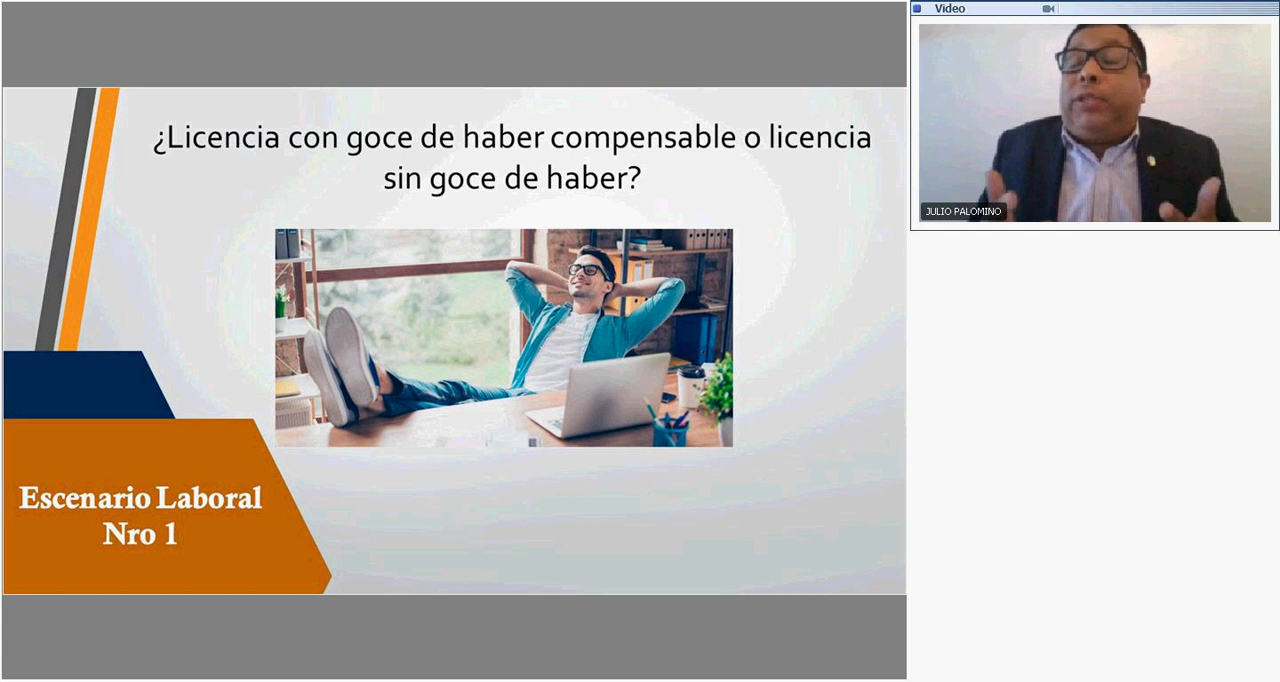 ¿Licencia con goce de haber compensable o licencia
sin goce de haber?
Escenario Laboral
Nro 1
Video
JULIO PALOMINO